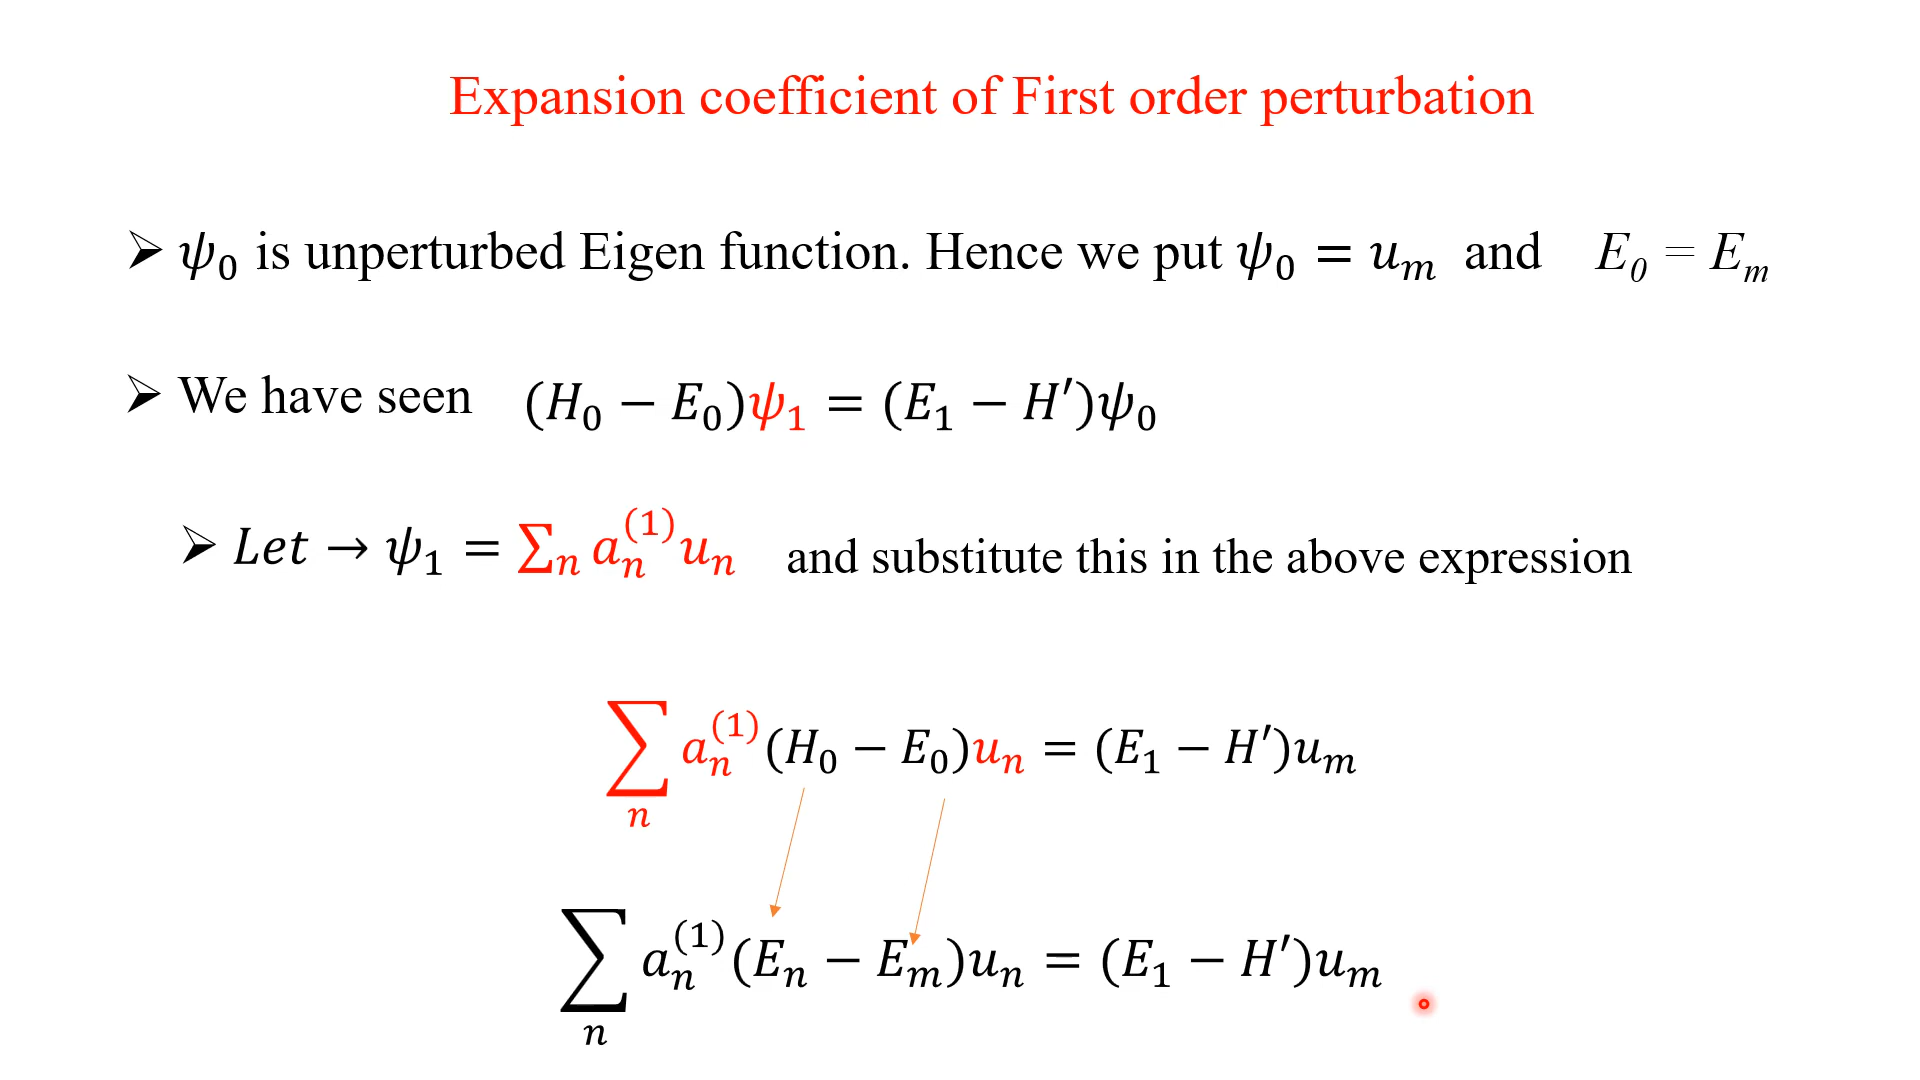 Expansion coefficient of First order perturbation
➢ ψ₀ is unperturbed Eigen function. Hence we put ψ₀ = uₘ and E₀ = Eₘ
➢ We have seen (H₀ − E₀)ψ₁ = (E₁ − H′)ψ₀
➢ Let → ψ₁ = ∑ₙ aₙ⁽¹⁾uₙ and substitute this in the above expression
∑ₙ aₙ⁽¹⁾(H₀ − E₀)uₙ = (E₁ − H′)uₘ
∑ₙ aₙ⁽¹⁾(Eₙ − Eₘ)uₙ = (E₁ − H′)uₘ